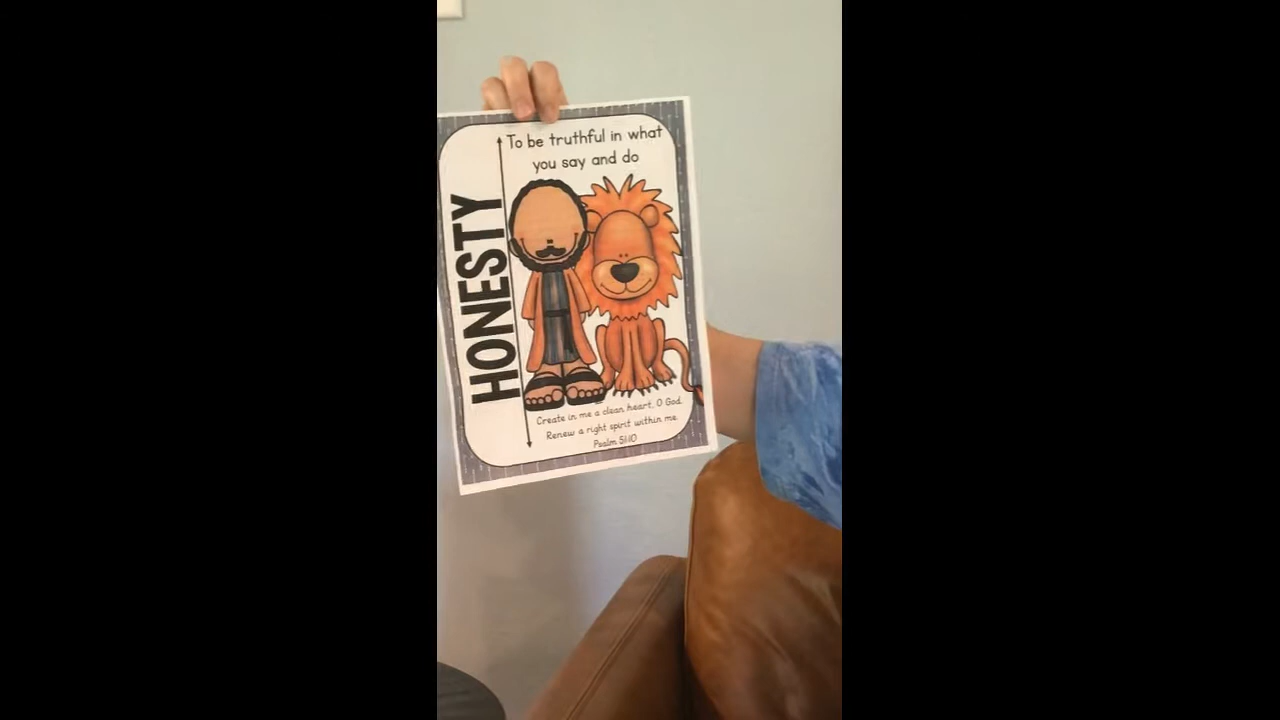 HONESTY
To be truthful in what
you say and do
Create in me a clean heart, O God.
Renew a right spirit within me.
Psalm 51:10